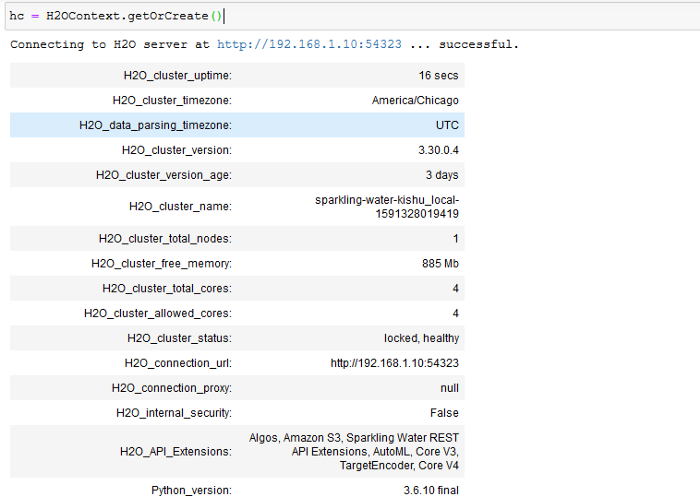 hc = H2OContext.getOrCreate()
Connecting to H2O server at http://192.168.1.10:54323 ... successful.
H2O_cluster_uptime: 16 secs
H2O_cluster_timezone: America/Chicago
H2O_data_parsing_timezone: UTC
H2O_cluster_version: 3.30.0.4
H2O_cluster_version_age: 3 days
H2O_cluster_name: sparkling-water-kishu_local-
1591328019419
H2O_cluster_total_nodes: 1
H2O_cluster_free_memory: 885 Mb
H2O_cluster_total_cores: 4
H2O_cluster_allowed_cores: 4
H2O_cluster_status: locked, healthy
H2O_connection_url: http://192.168.1.10:54323
H2O_connection_proxy: null
H2O_internal_security: False
H2O_API_Extensions: Algos, Amazon S3, Sparkling Water REST
API Extensions, AutoML, Core V3,
TargetEncoder, Core V4
Python_version: 3.6.10 final